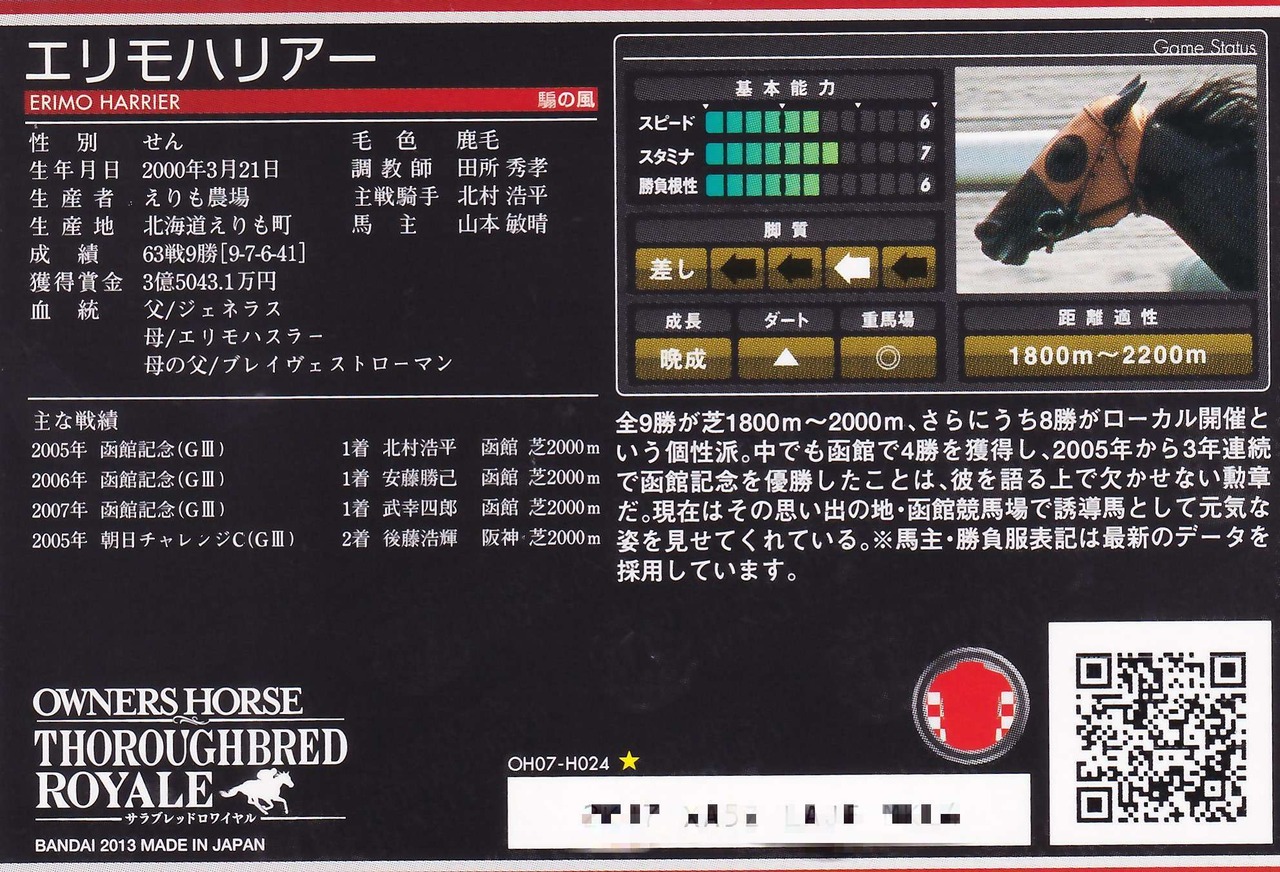 エリモハリアー
ERIMO HARRIER 騸の風
性別 せん 毛色 鹿毛
生年月日 2000年3月21日 調教師 田所 秀孝
生産者 えりも農場 主戦騎手 北村 浩平
生産地 北海道えりも町 馬主 山本 敏晴
成績 63戦9勝[9-7-6-41]
獲得賞金 3億5043.1万円
血統 父/ジェネラス
母/エリモハスラー
母の父/ブレイヴェストローマン
主な戦績
2005年 函館記念(GⅢ) 1着 北村浩平 函館 芝2000m
2006年 函館記念(GⅢ) 1着 安藤勝己 函館 芝2000m
2007年 函館記念(GⅢ) 1着 武幸四郎 函館 芝2000m
2005年 朝日チャレンジC(GⅢ) 2着 後藤浩輝 阪神 芝2000m
Game Status
基本能力
スピード 6
スタミナ 7
勝負根性 6
脚質
差し
成長 ダート 重馬場 距離適性
晩成 ▲ ◎ 1800m〜2200m
全9勝が芝1800m〜2000m、さらにうち8勝がローカル開催と
いう個性派。中でも函館で4勝を獲得し、2005年から3年連続
で函館記念を優勝したことは、彼を語る上で欠かせない勲章
だ。現在はその思い出の地・函館競馬場で誘導馬として元気な
姿を見せてくれている。※馬主・勝負服表記は最新のデータを
採用しています。
OWNERS HORSE
THOROUGHBRED
ROYALE
サラブレッドロワイヤル
BANDAI 2013 MADE IN JAPAN
OH07-H024 ★